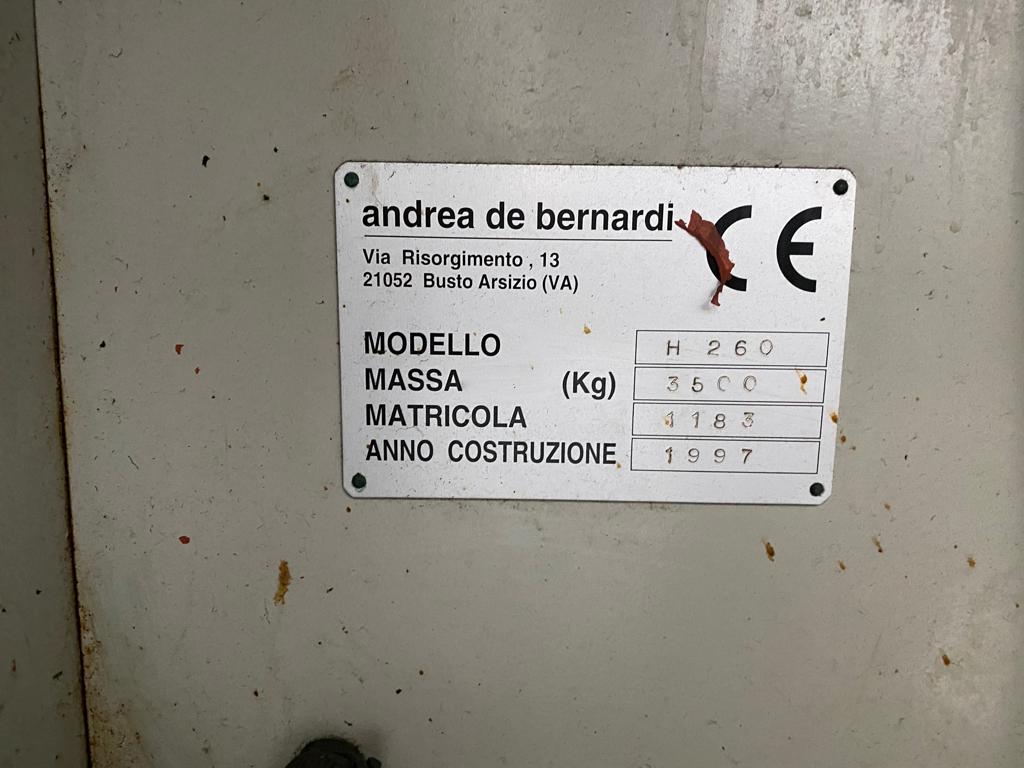 andrea de bernardi CE
Via Risorgimento , 13
21052 Busto Arsizio (VA)
MODELLO H 260
MASSA (Kg) 3500
MATRICOLA 1183
ANNO COSTRUZIONE 1997